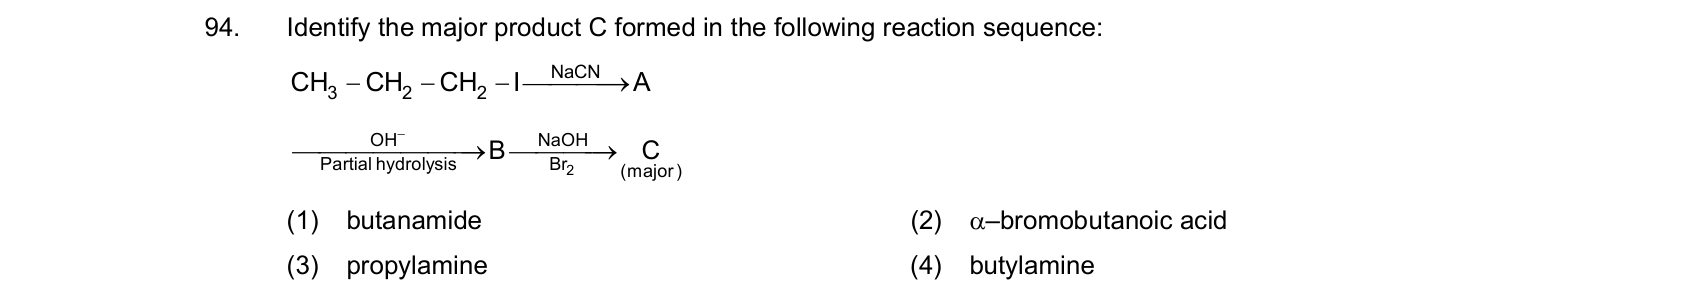 94. Identify the major product C formed in the following reaction sequence:
CH₃ – CH₂ – CH₂ – I —NaCN→ A
—OH⁻ / Partial hydrolysis→ B —NaOH / Br₂→ C (major)
(1) butanamide (2) α–bromobutanoic acid
(3) propylamine (4) butylamine